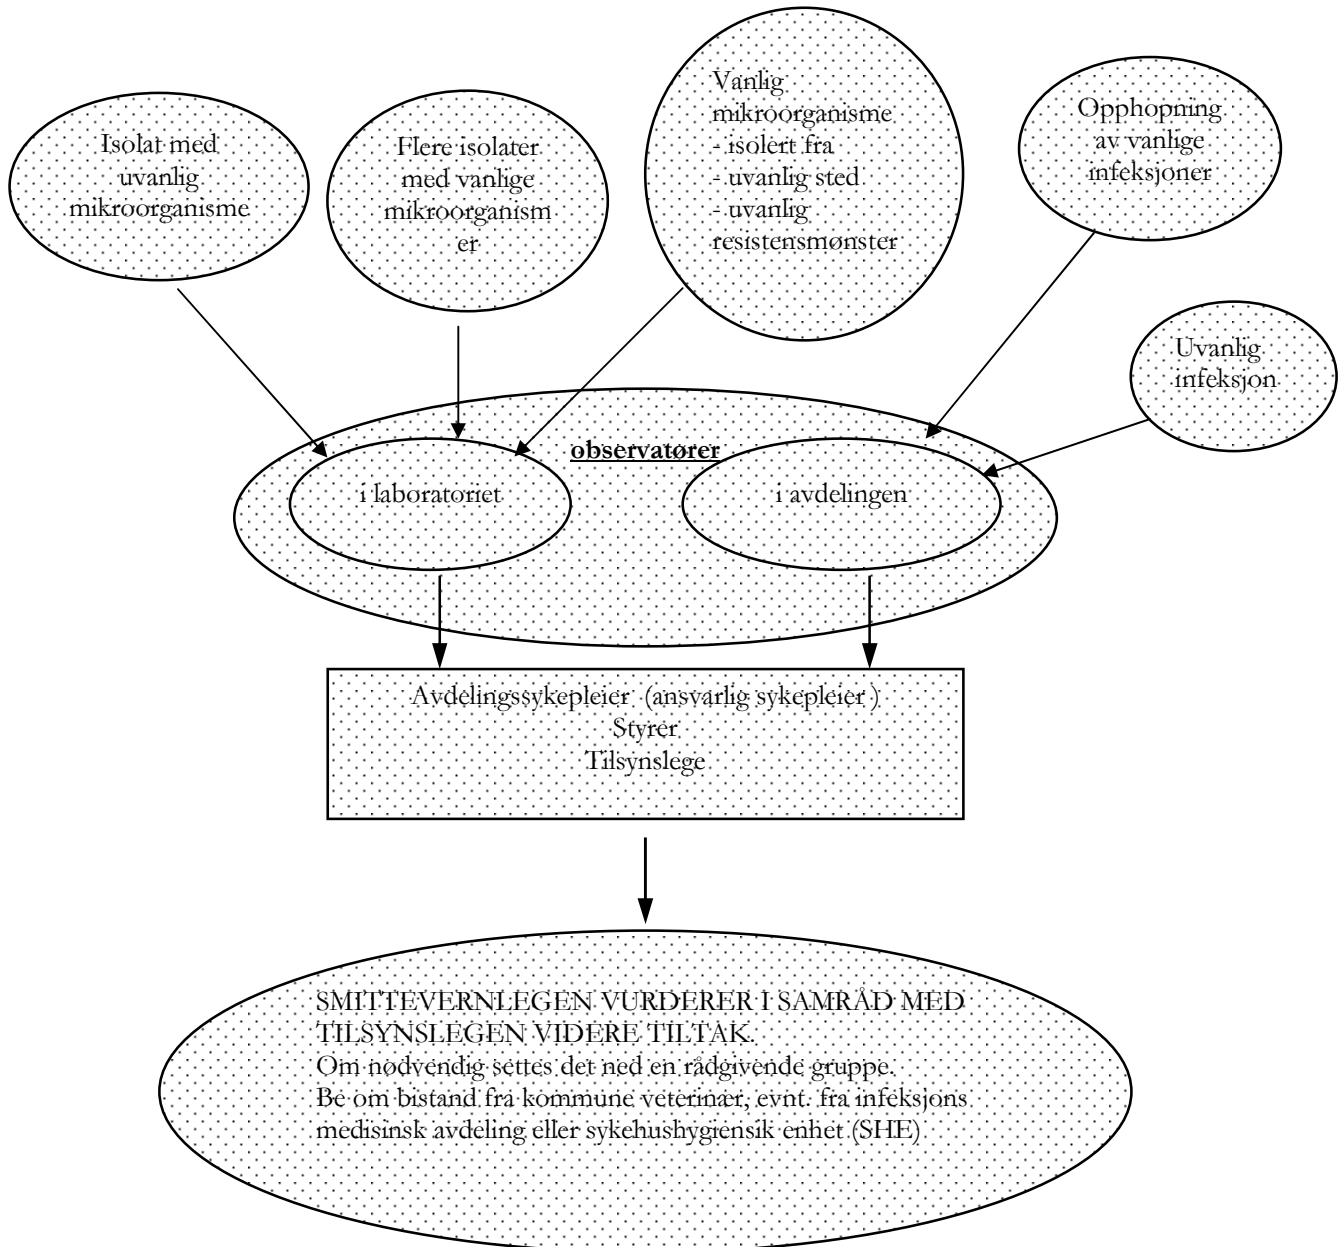 Isolat med
uvanlig
mikroorganisme
Flere isolater
med vanlige
mikroorganism
er
Vanlig
mikroorganisme
- isolert fra
- uvanlig sted
- uvanlig
resistensmønster
Opphopning
av vanlige
infeksjoner
Uvanlig
infeksjon
observatører
i laboratoriet
i avdelingen
Avdelingssykepleier (ansvarlig sykepleier )
Styrer
Tilsynslege
SMITTEVERNLEGEN VURDERER I SAMRÅD MED
TILSYNSLEGEN VIDERE TILTAK.
Om nødvendig settes det ned en rådgivende gruppe.
Be om bistand fra kommune veterinær, evnt. fra infeksjons
medisinsk avdeling eller sykehushygiensik enhet (SHE)